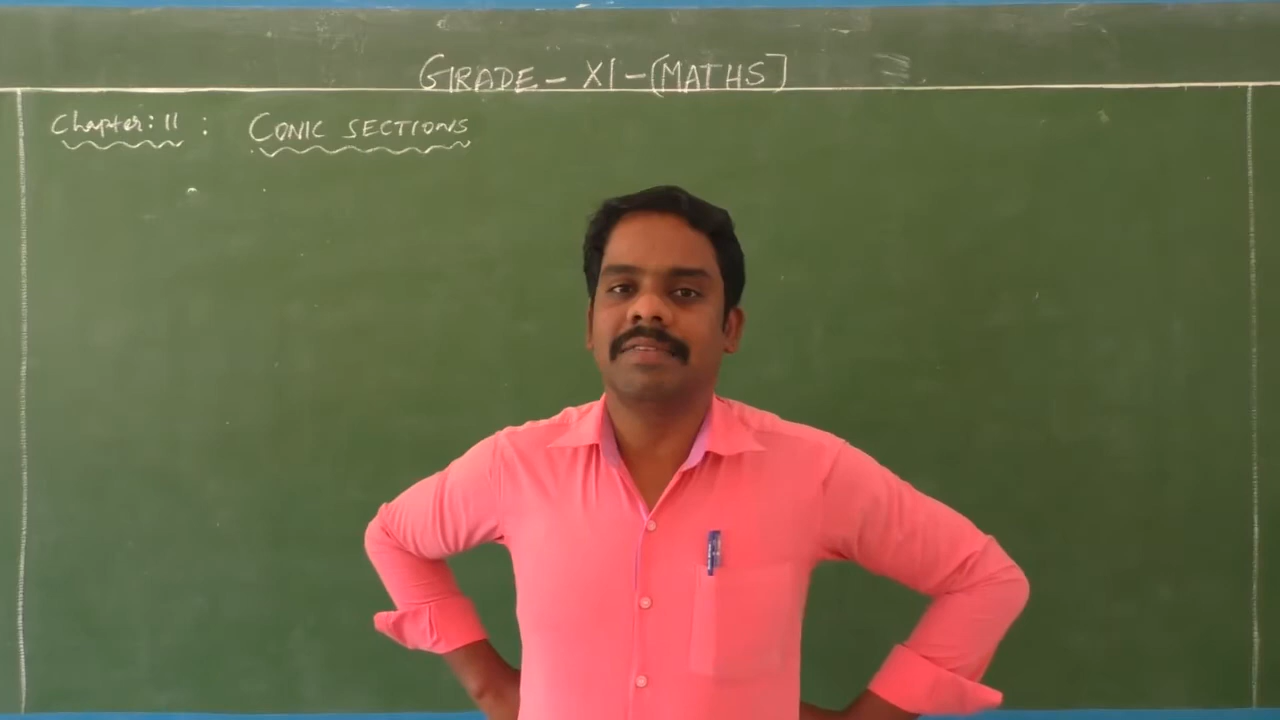 GRADE - XI - [MATHS]
Chapter: 11 : CONIC SECTIONS